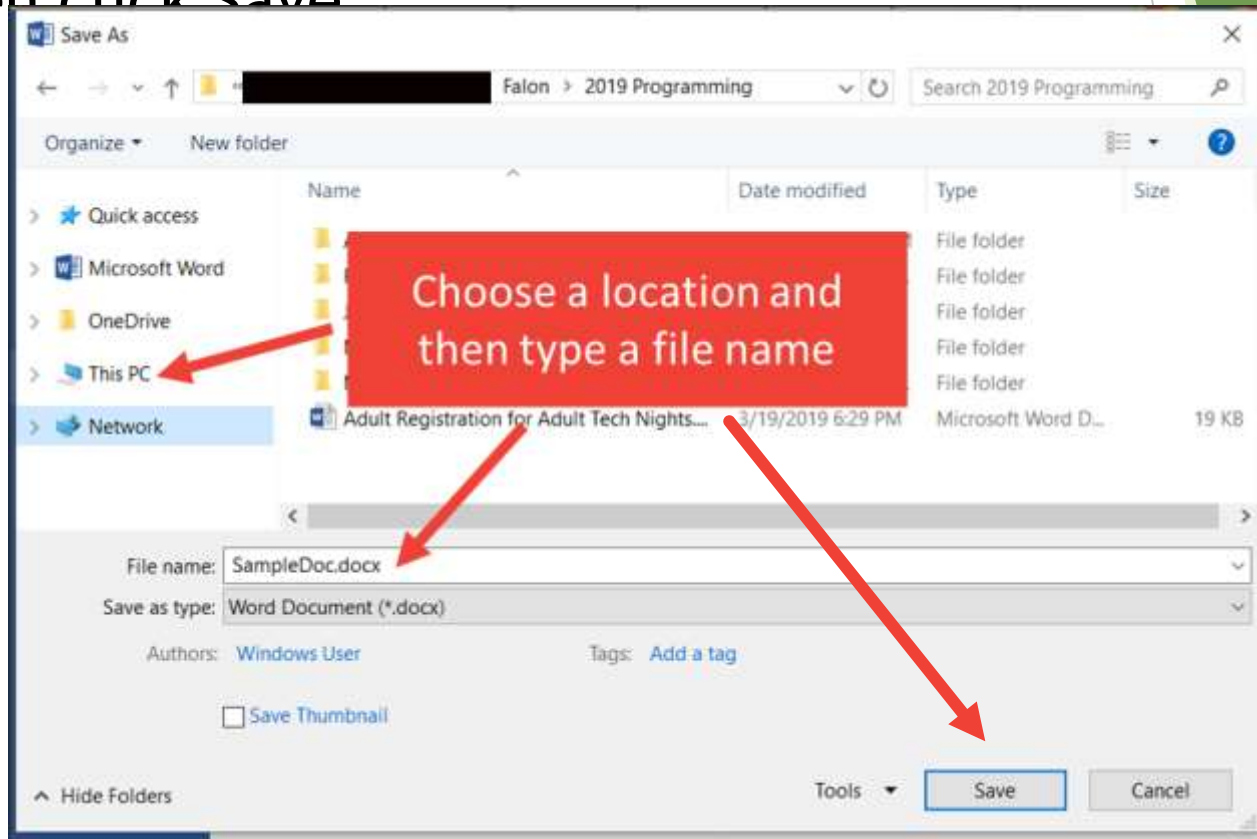 Click Save
Save As
Falon > 2019 Programming
Search 2019 Programming
Organize
New folder
Name
Date modified
Type
Size
Quick access
Microsoft Word
OneDrive
This PC
Network
File folder
File folder
File folder
File folder
File folder
Choose a location and
then type a file name
Adult Registration for Adult Tech Nights... 3/19/2019 6:29 PM Microsoft Word D... 19 KB
File name: SampleDoc.docx
Save as type: Word Document (*.docx)
Authors: Windows User
Tags: Add a tag
Save Thumbnail
Hide Folders
Tools
Save
Cancel